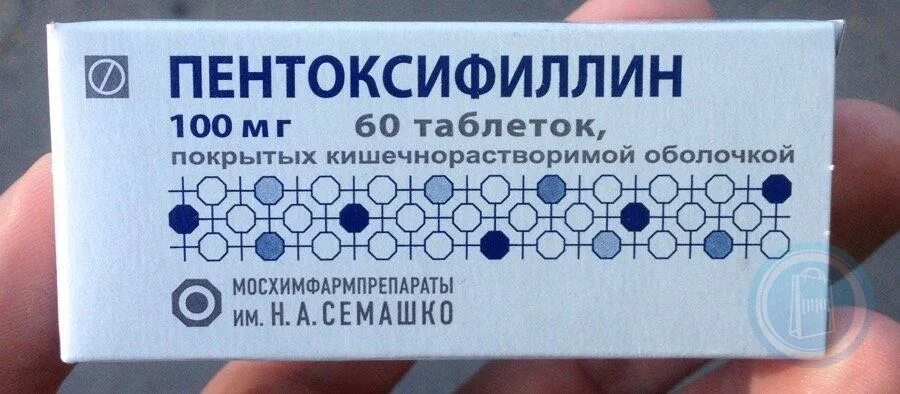 ПЕНТОКСИФИЛЛИН
100 мг 60 таблеток,
покрытых кишечнорастворимой оболочкой
МОСХИМФАРМПРЕПАРАТЫ
ИМ. Н.А.СЕМАШКО